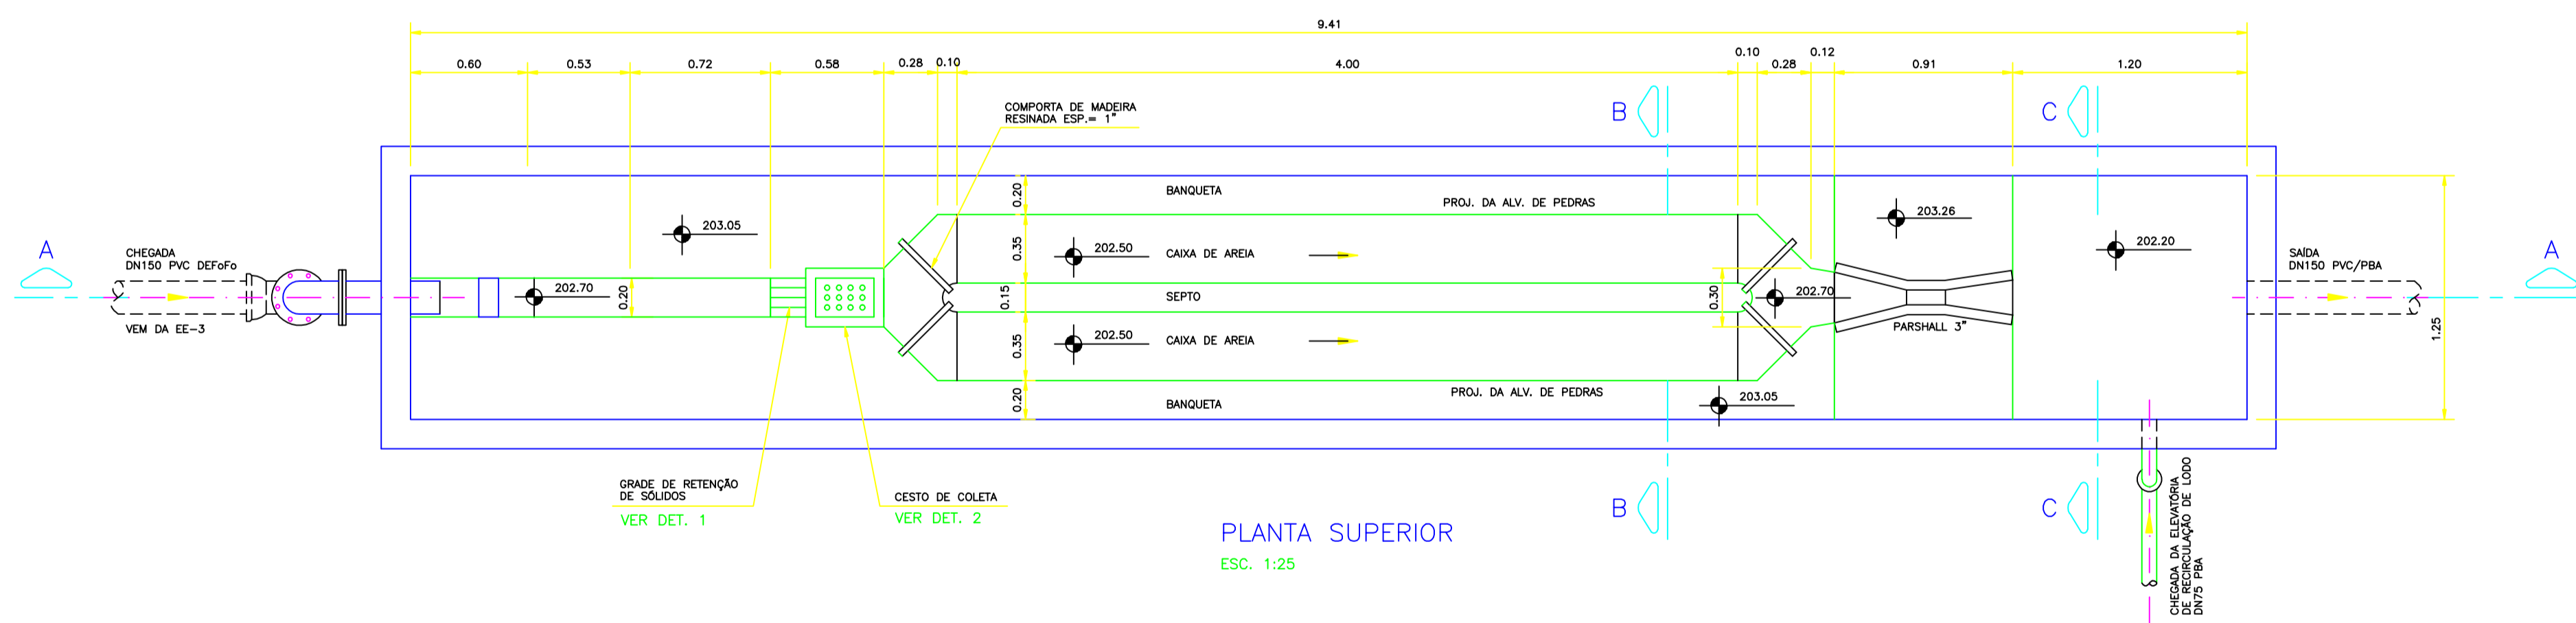 9.41
0.60
0.53
0.72
0.58
0.28
0.10
4.00
0.10
0.28
0.12
0.91
1.20
COMPORTA DE MADEIRA
RESINADA ESP.= 1"
B
C
A
CHEGADA
DN150 PVC DEFoFo
VEM DA EE-3
203.05
202.70
0.20
0.20
0.35
0.15
0.35
0.20
BANQUETA
PROJ. DA ALV. DE PEDRAS
202.50
CAIXA DE AREIA
SEPTO
202.50
CAIXA DE AREIA
PROJ. DA ALV. DE PEDRAS
BANQUETA
203.05
0.30
202.70
203.26
PARSHALL 3"
202.20
SAÍDA
DN150 PVC/PBA
A
1.25
GRADE DE RETENÇÃO
DE SÓLIDOS
VER DET. 1
CESTO DE COLETA
VER DET. 2
B
C
CHEGADA DA ELEVATÓRIA
DE RECIRCULAÇÃO DE LODO
DN75 PBA
PLANTA SUPERIOR
ESC. 1:25